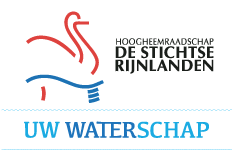 HOOGHEEMRAADSCHAP
DE STICHTSE
RIJNLANDEN
UW WATERSCHAP